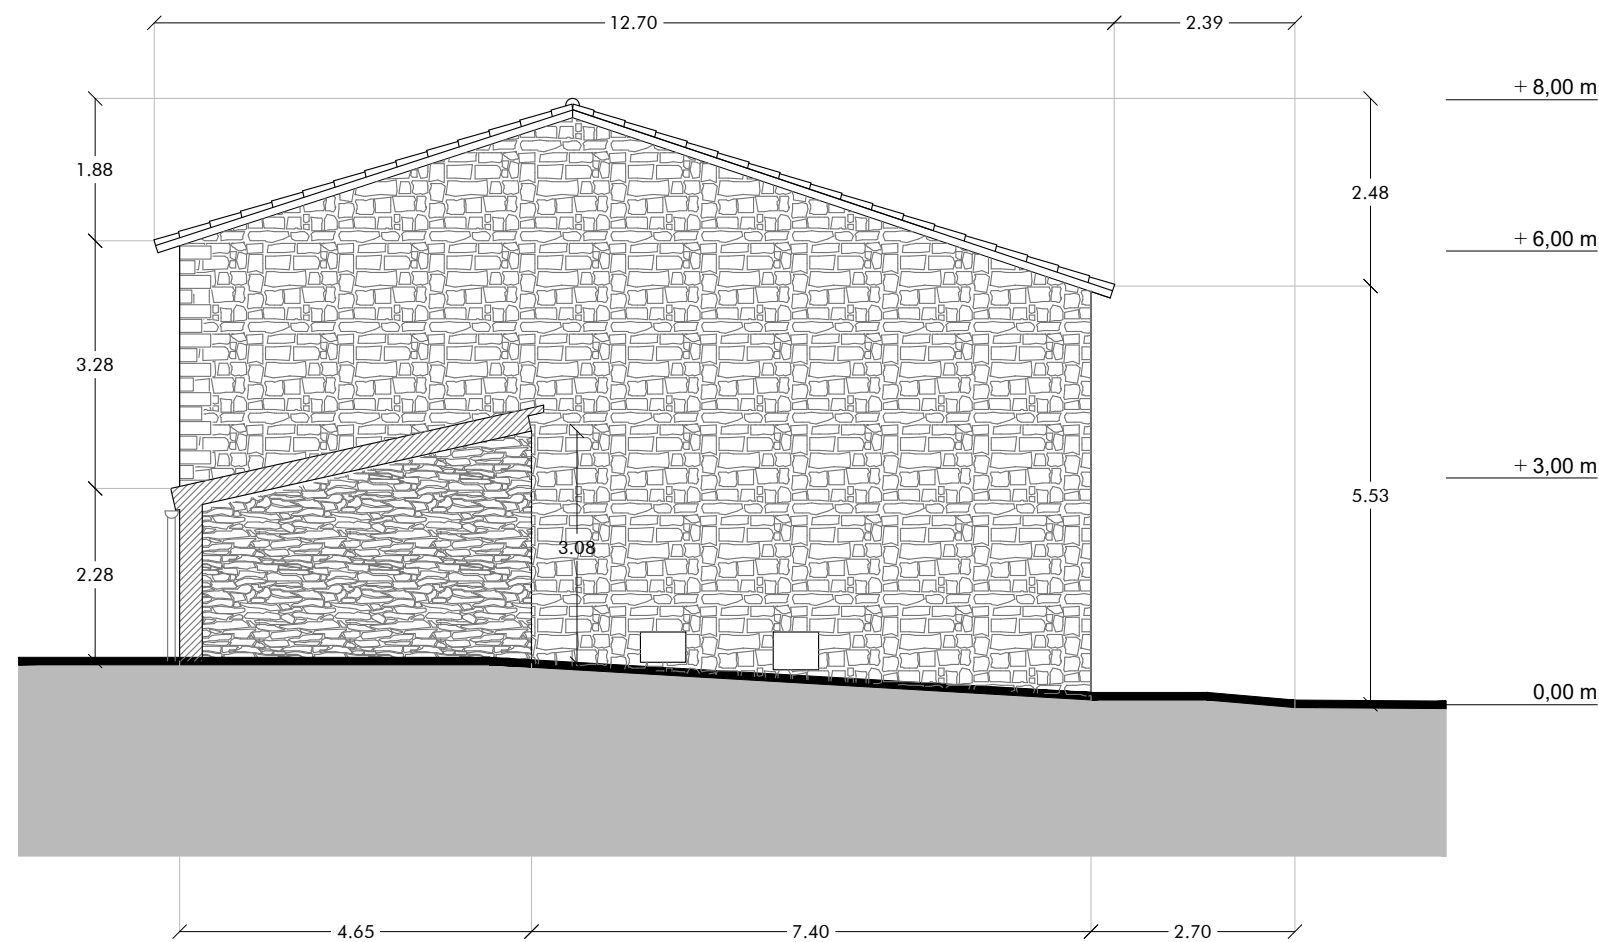 12.70
2.39
+ 8,00 m
1.88
2.48
+ 6,00 m
3.28
+ 3,00 m
5.53
3.08
2.28
0,00 m
4.65
7.40
2.70